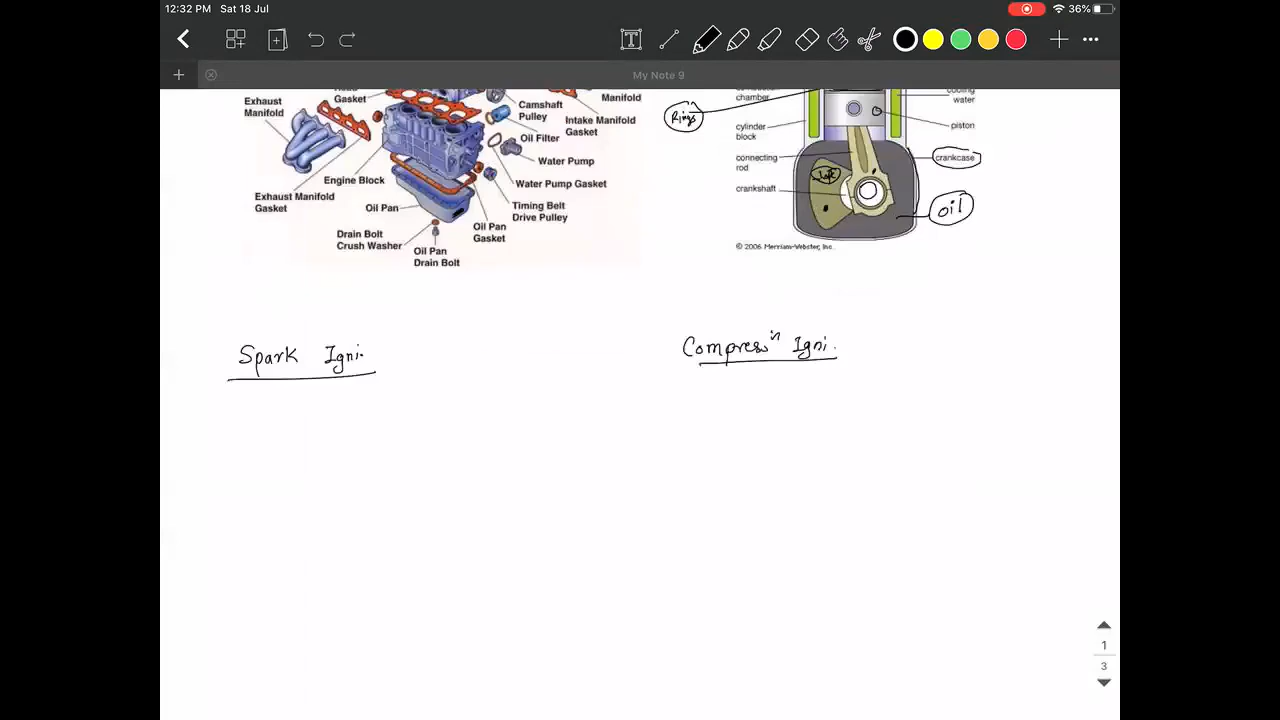 12:32 PM Sat 18 Jul
36%
My Note 9
Gasket
Exhaust
Manifold
Camshaft
Pulley
Manifold
Intake Manifold
Gasket
Oil Filter
Water Pump
Engine Block
Water Pump Gasket
Exhaust Manifold
Gasket
Oil Pan
Timing Belt
Drive Pulley
Oil Pan
Gasket
Drain Bolt
Crush Washer
Oil Pan
Drain Bolt
chamber
water
Rings
cylinder
block
piston
connecting
rod
crankcase
crankshaft
oil
© 2006 Merriam-Webster, Inc.
Spark Igni.
Compressin Igni.
1
3